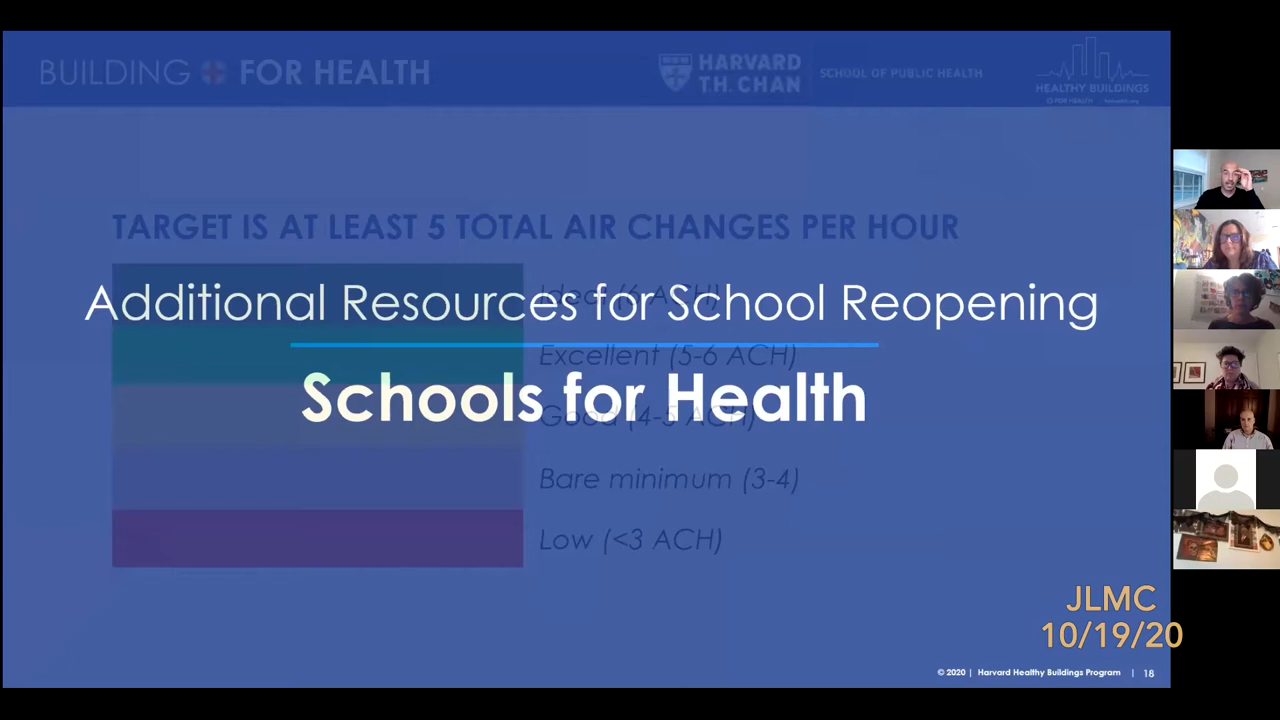 BUILDING FOR HEALTH
HARVARD
T.H. CHAN
SCHOOL OF PUBLIC HEALTH
HEALTHY BUILDINGS
TARGET IS AT LEAST 5 TOTAL AIR CHANGES PER HOUR
Ideal (6 ACH)
Additional Resources for School Reopening
Excellent (5-6 ACH)
Schools for Health
Good (4-5 ACH)
Bare minimum (3-4)
Low (<3 ACH)
JLMC
10/19/20
© 2020 | Harvard Healthy Buildings Program | 18